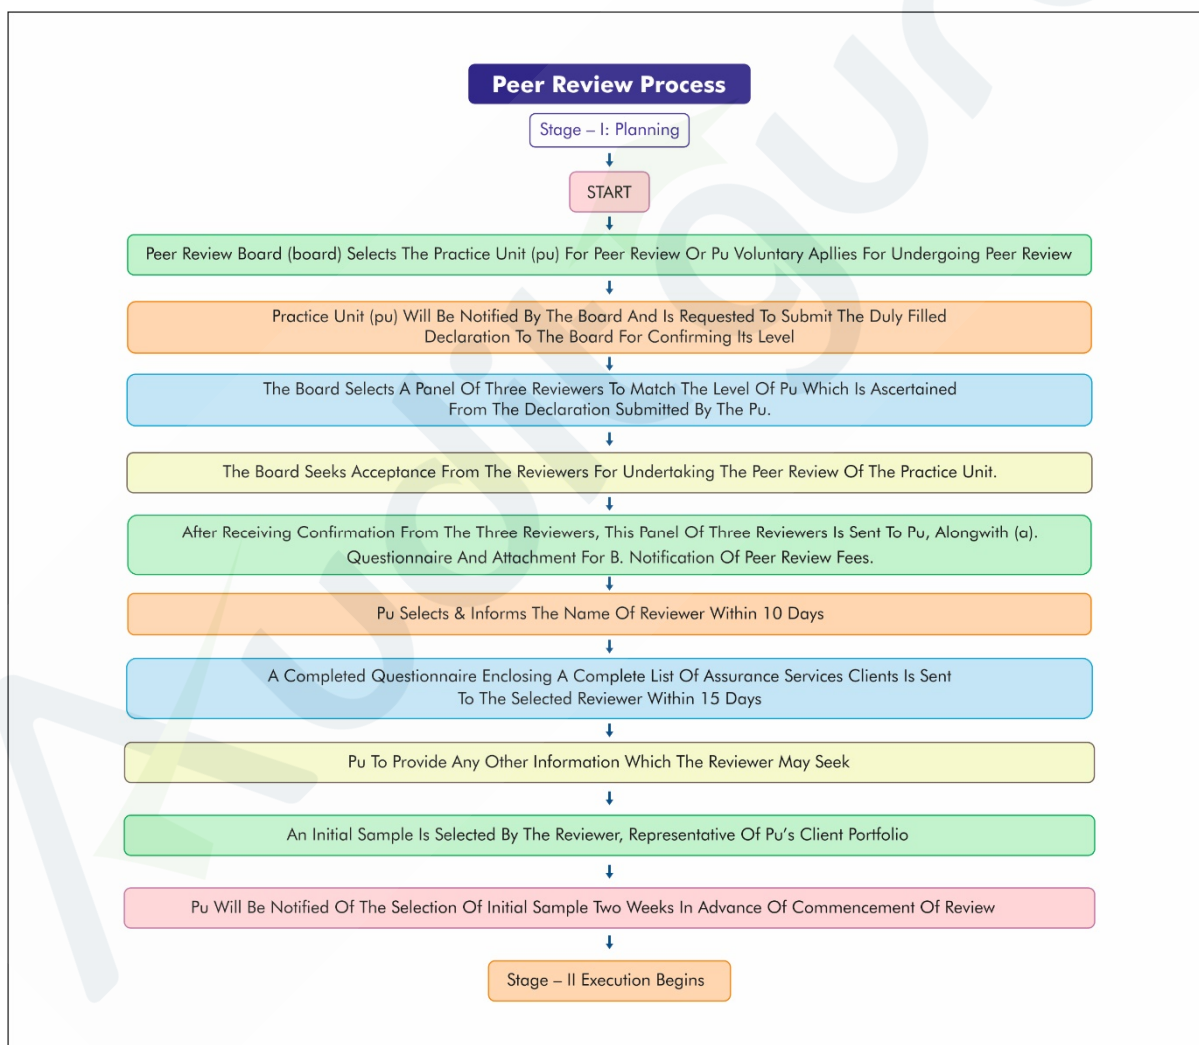 Peer Review Process
Stage – I: Planning
START
Peer Review Board (board) Selects The Practice Unit (pu) For Peer Review Or Pu Voluntary Apllies For Undergoing Peer Review
Practice Unit (pu) Will Be Notified By The Board And Is Requested To Submit The Duly Filled
Declaration To The Board For Confirming Its Level
The Board Selects A Panel Of Three Reviewers To Match The Level Of Pu Which Is Ascertained
From The Declaration Submitted By The Pu.
The Board Seeks Acceptance From The Reviewers For Undertaking The Peer Review Of The Practice Unit.
After Receiving Confirmation From The Three Reviewers, This Panel Of Three Reviewers Is Sent To Pu, Alongwith (a).
Questionnaire And Attachment For B. Notification Of Peer Review Fees.
Pu Selects & Informs The Name Of Reviewer Within 10 Days
A Completed Questionnaire Enclosing A Complete List Of Assurance Services Clients Is Sent
To The Selected Reviewer Within 15 Days
Pu To Provide Any Other Information Which The Reviewer May Seek
An Initial Sample Is Selected By The Reviewer, Representative Of Pu's Client Portfolio
Pu Will Be Notified Of The Selection Of Initial Sample Two Weeks In Advance Of Commencement Of Review
Stage – II Execution Begins